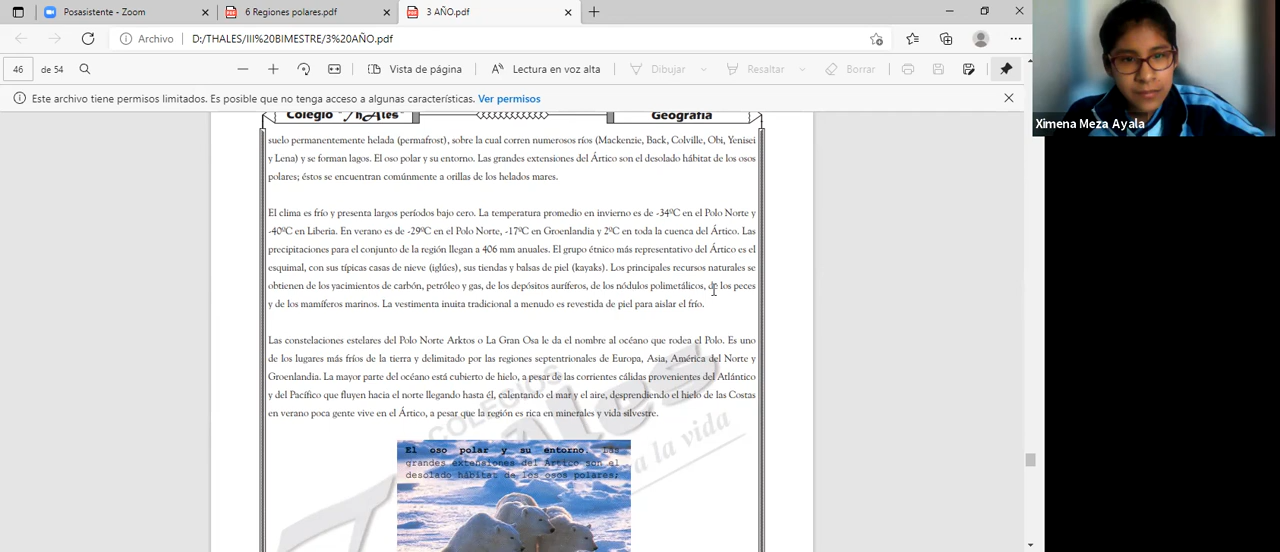 Posasistente - Zoom
6 Regiones polares.pdf
3 AÑO.pdf
Archivo
D:/THALES/III%20BIMESTRE/3%20AÑO.pdf
46 de 54
Vista de página
Lectura en voz alta
Dibujar
Resaltar
Borrar
Este archivo tiene permisos limitados. Es posible que no tenga acceso a algunas características. Ver permisos
Ximena Meza Ayala
Colegio "ThAles"
Geografía
suelo permanentemente helada (permafrost), sobre la cual corren numerosos ríos (Mackenzie, Back, Colville, Obi, Yenisei
y Lena) y se forman lagos. El oso polar y su entorno. Las grandes extensiones del Ártico son el desolado hábitat de los osos
polares; éstos se encuentran comúnmente a orillas de los helados mares.
El clima es frío y presenta largos períodos bajo cero. La temperatura promedio en invierno es de -34ºC en el Polo Norte y
-40ºC en Liberia. En verano es de -29ºC en el Polo Norte, -17ºC en Groenlandia y 2ºC en toda la cuenca del Ártico. Las
precipitaciones para el conjunto de la región llegan a 406 mm anuales. El grupo étnico más representativo del Ártico es el
esquimal, con sus típicas casas de nieve (iglúes), sus tiendas y balsas de piel (kayaks). Los principales recursos naturales se
obtienen de los yacimientos de carbón, petróleo y gas, de los depósitos auríferos, de los nódulos polimetálicos, de los peces
y de los mamíferos marinos. La vestimenta inuita tradicional a menudo es revestida de piel para aislar el frío.
Las constelaciones estelares del Polo Norte Arktos o La Gran Osa le da el nombre al océano que rodea el Polo. Es uno
de los lugares más fríos de la tierra y delimitado por las regiones septentrionales de Europa, Asia, América del Norte y
Groenlandia. La mayor parte del océano está cubierto de hielo, a pesar de las corrientes cálidas provenientes del Atlántico
y del Pacífico que fluyen hacia el norte llegando hasta él, calentando el mar y el aire, desprendiendo el hielo de las Costas
en verano poca gente vive en el Ártico, a pesar que la región es rica en minerales y vida silvestre.
COLEGIOS
Thales
a la vida
El oso polar y su entorno. Las
grandes extensiones del Ártico son el
desolado hábitat de los osos polares;